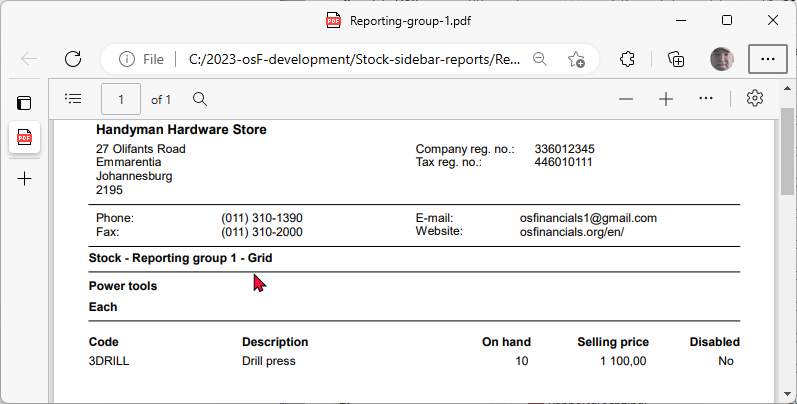 Reporting-group-1.pdf
File C:/2023-osF-development/Stock-sidebar-reports/Re...
1 of 1
Handyman Hardware Store
27 Olifants Road Company reg. no.: 336012345
Emmarentia Tax reg. no.: 446010111
Johannesburg
2195
Phone: (011) 310-1390 E-mail: osfinancials1@gmail.com
Fax: (011) 310-2000 Website: osfinancials.org/en/
Stock - Reporting group 1 - Grid
Power tools
Each
Code Description On hand Selling price Disabled
3DRILL Drill press 10 1 100,00 No